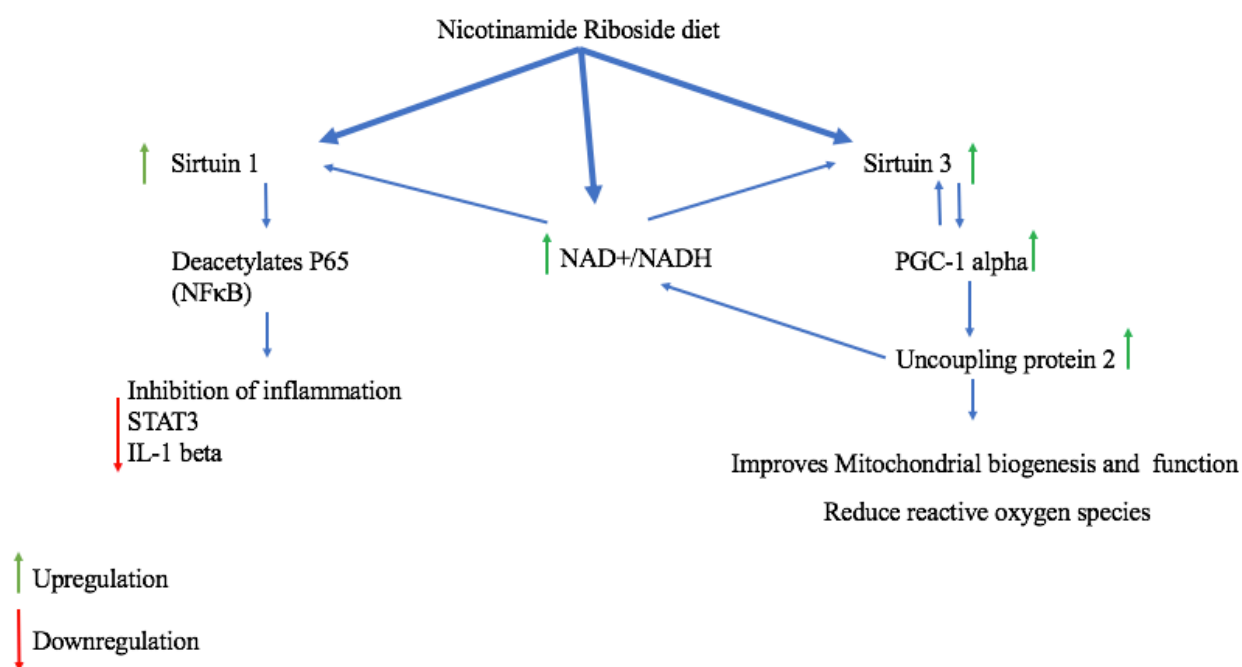 Nicotinamide Riboside diet
Sirtuin 1
Sirtuin 3
Deacetylates P65
(NFκB)
NAD+/NADH
PGC-1 alpha
Uncoupling protein 2
Inhibition of inflammation
STAT3
IL-1 beta
Improves Mitochondrial biogenesis and function
Reduce reactive oxygen species
Upregulation
Downregulation